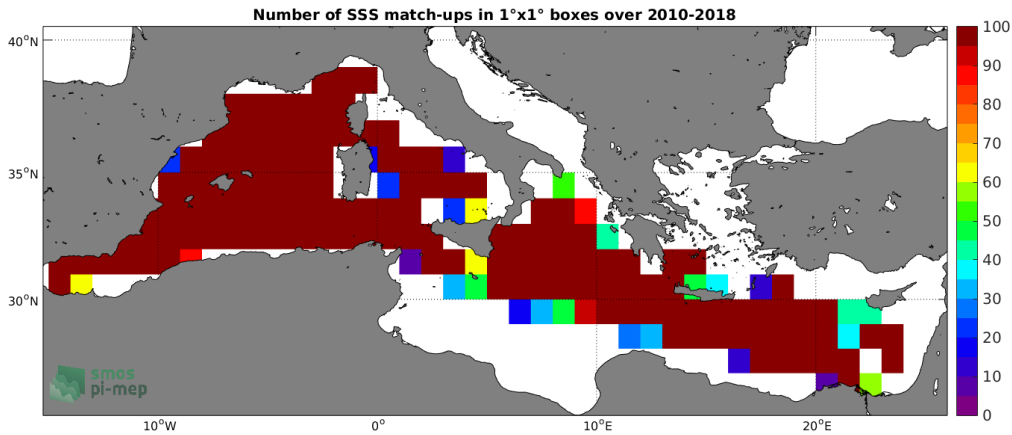 Number of SSS match-ups in 1°x1° boxes over 2010-2018
40°N
35°N
30°N
10°W
0°
10°E
20°E
100
90
80
70
60
50
40
30
20
10
0
smos
pi-mep